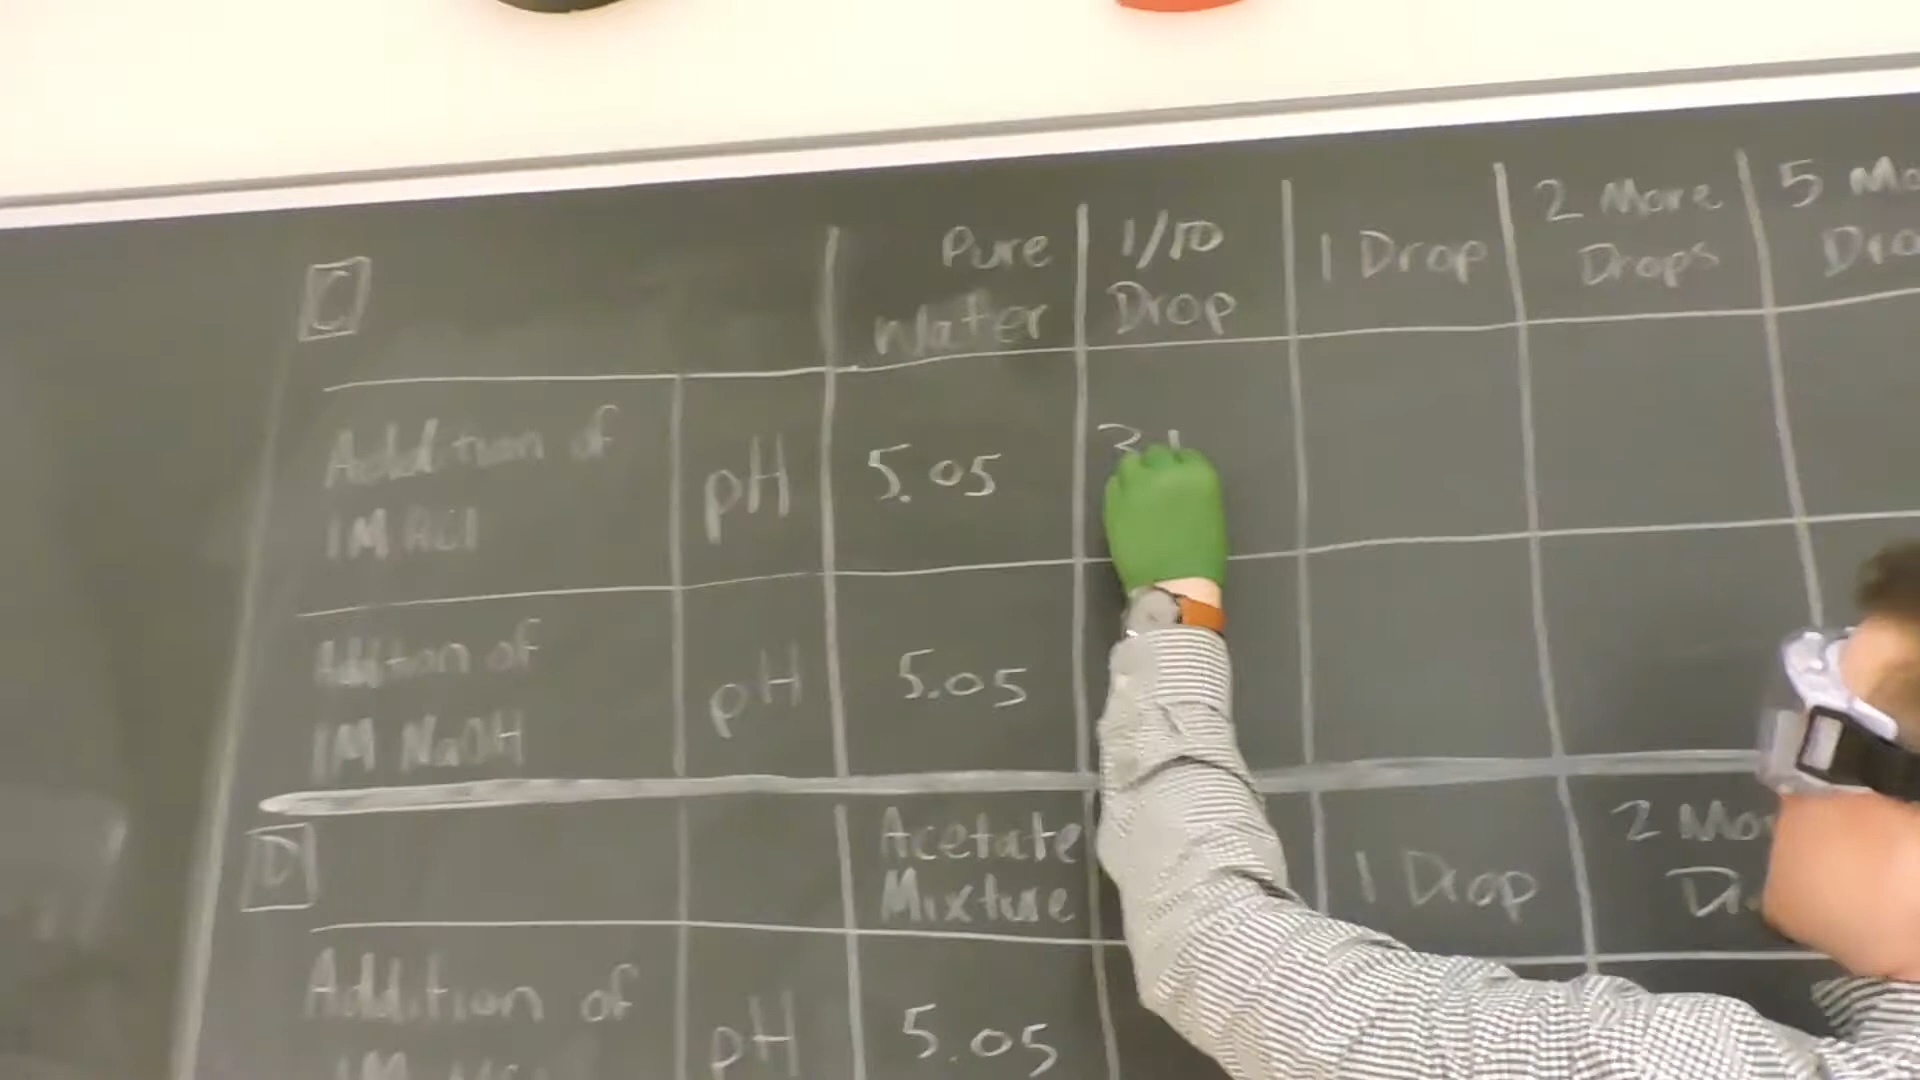 C
Pure Water
1/10 Drop
1 Drop
2 More Drops
5
Addition of 1M HCl
pH
5.05
Addition of 1M NaOH
pH
5.05
D
Acetate Mixture
1 Drop
2
Addition of
pH
5.05